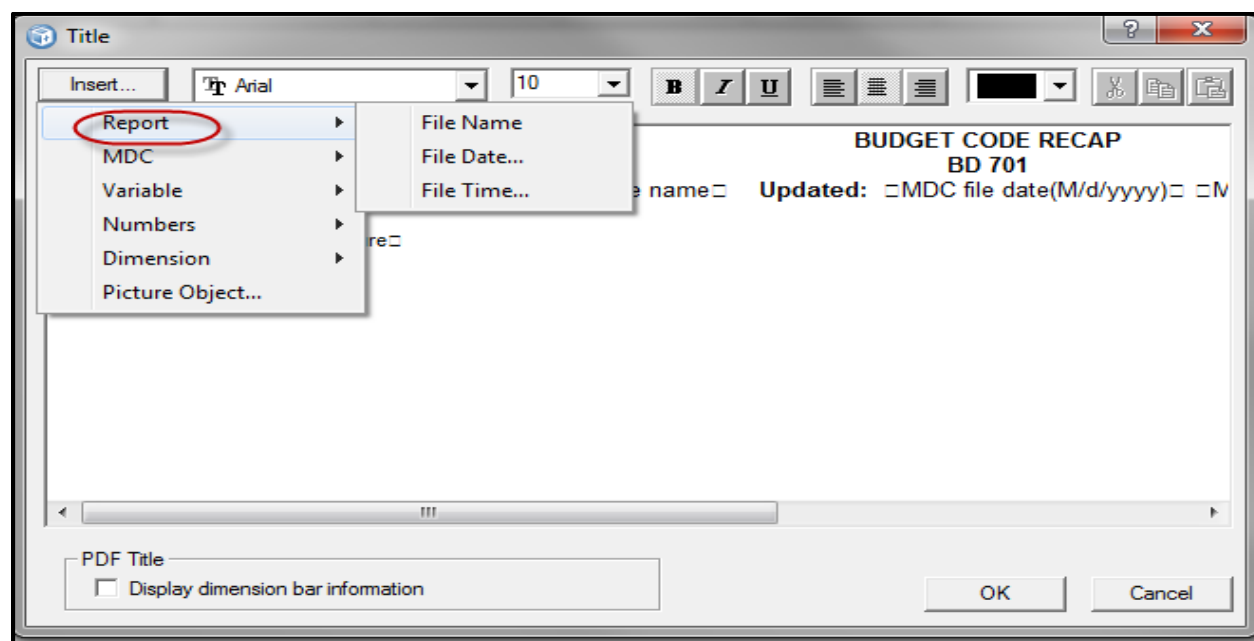 Title
Insert... Arial 10 B I U
Report File Name
BUDGET CODE RECAP
MDC File Date...
BD 701
Variable File Time... name□ Updated: □MDC file date(M/d/yyyy)□ □M
Numbers
re□
Dimension
Picture Object...
PDF Title
Display dimension bar information
OK Cancel